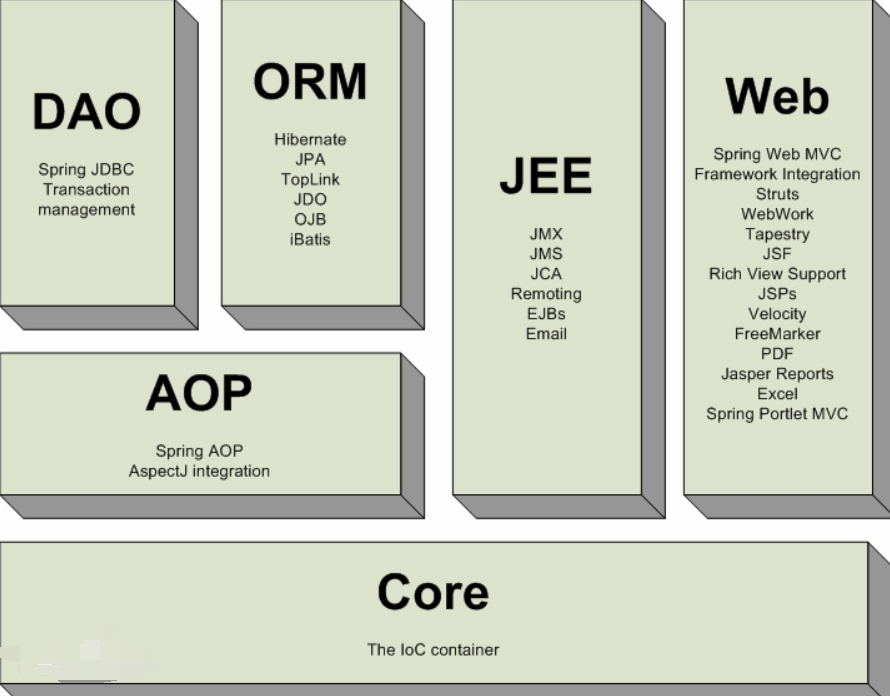 DAO
Spring JDBC
Transaction
management
ORM
Hibernate
JPA
TopLink
JDO
OJB
iBatis
JEE
JMX
JMS
JCA
Remoting
EJBs
Email
Web
Spring Web MVC
Framework Integration
Struts
WebWork
Tapestry
JSF
Rich View Support
JSPs
Velocity
FreeMarker
PDF
Jasper Reports
Excel
Spring Portlet MVC
AOP
Spring AOP
AspectJ integration
Core
The IoC container